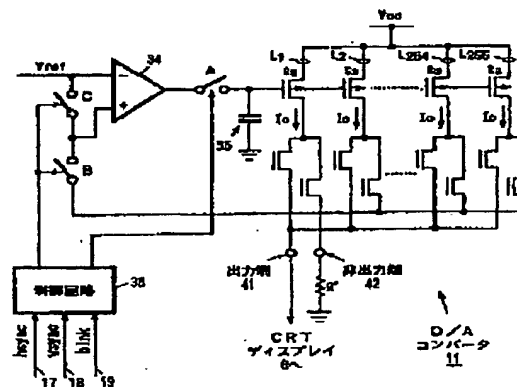 Vref
34
A
C
B
35
L1
L2
L254
L255
Io
Io
Io
Io
制御回路
38
hsync
vsync
blnk
17
18
19
出力端
41
非出力端
42
CRT
ディスプレイ
6へ
D/A
コンバータ
11